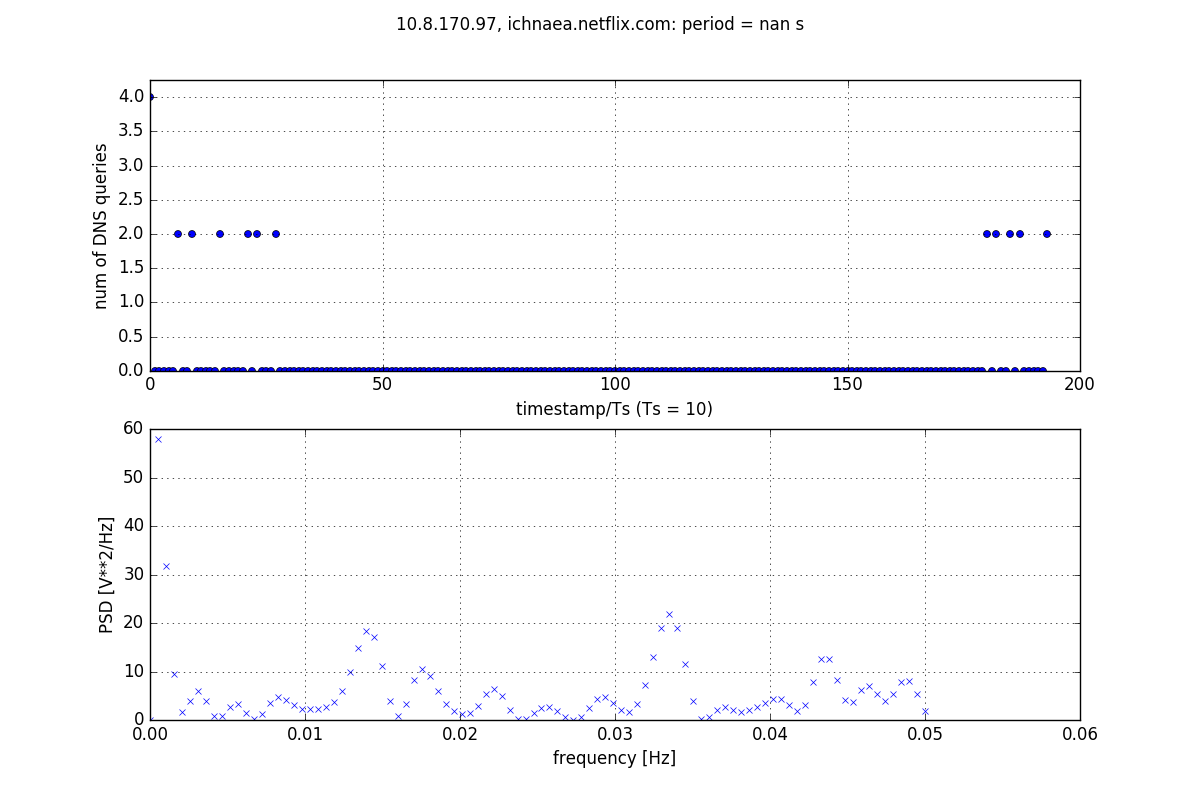 10.8.170.97, ichnaea.netflix.com: period = nan s
4.0
3.5
3.0
2.5
2.0
1.5
1.0
0.5
0.0
num of DNS queries
0 50 100 150 200
timestamp/Ts (Ts = 10)
60
50
40
30
20
10
0
PSD [V**2/Hz]
0.00 0.01 0.02 0.03 0.04 0.05 0.06
frequency [Hz]